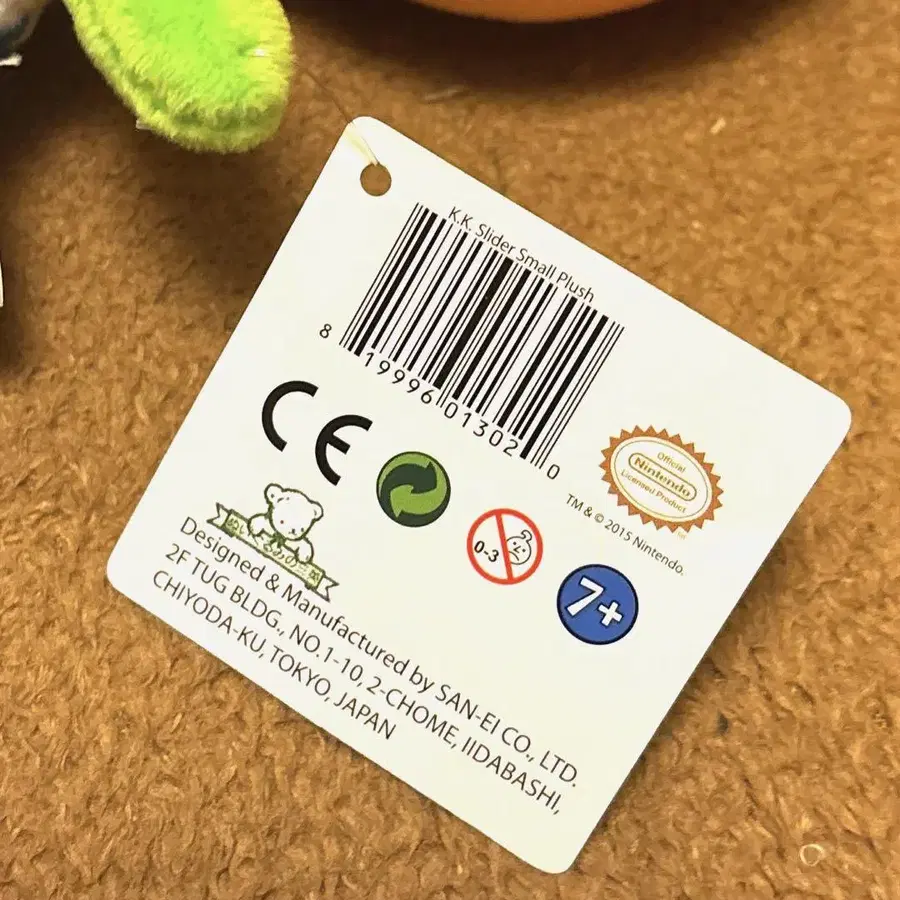 K.K. Slider Small Plush
8 19996 01302 0
CE
Official
Nintendo
Licensed Product
TM & © 2015 Nintendo.
0-3
7+
Designed & Manufactured by SAN-EI CO., LTD.
2F TUG BLDG., NO.1-10, 2-CHOME, IIDABASHI,
CHIYODA-KU, TOKYO, JAPAN